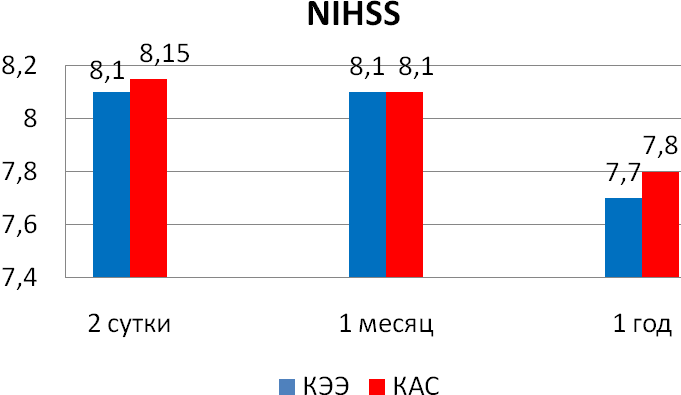 NIHSS
8,2
8
7,8
7,6
7,4
8,1
8,15
8,1
8,1
7,7
7,8
2 сутки
1 месяц
1 год
КЭЭ
КАС